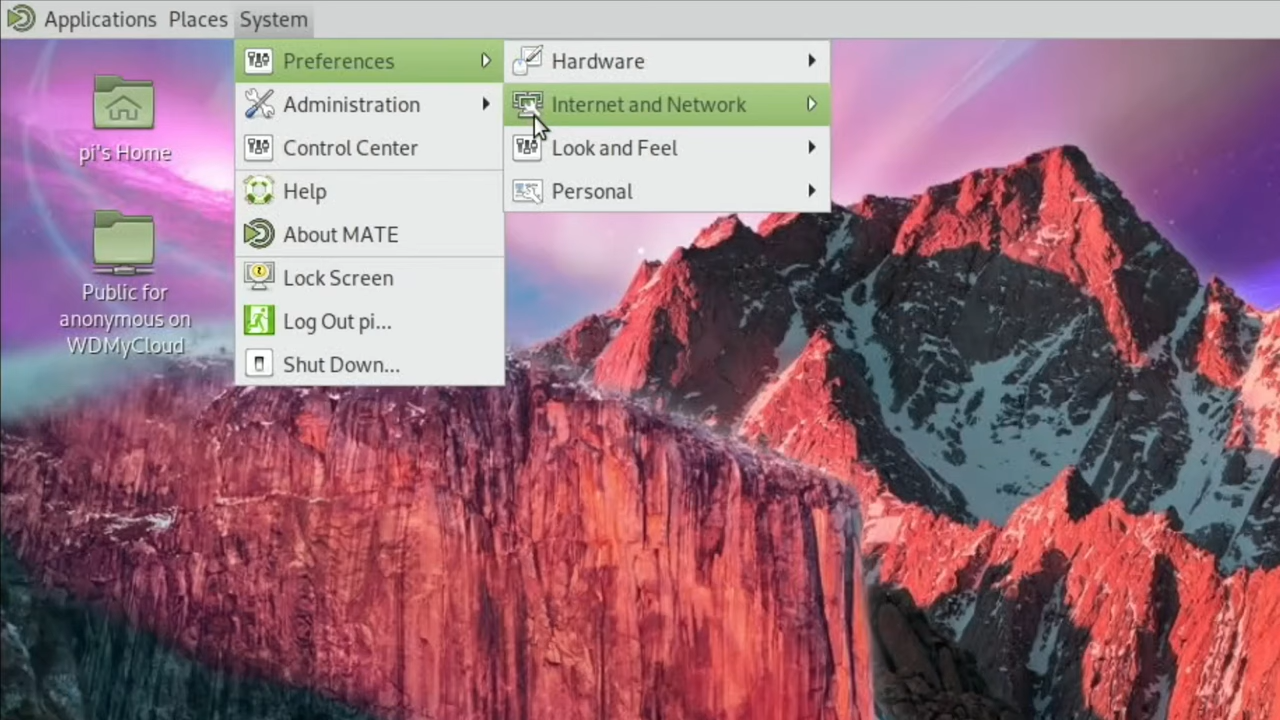 Applications Places System
pi's Home
Public for
anonymous on
WDMyCloud
Preferences
Administration
Control Center
Help
About MATE
Lock Screen
Log Out pi...
Shut Down...
Hardware
Internet and Network
Look and Feel
Personal